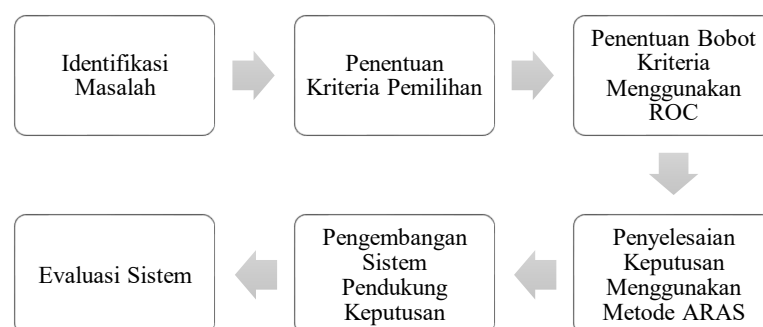 Identifikasi
Masalah
Penentuan
Kriteria Pemilihan
Penentuan Bobot
Kriteria
Menggunakan
ROC
Penyelesaian
Keputusan
Menggunakan
Metode ARAS
Pengembangan
Sistem
Pendukung
Keputusan
Evaluasi Sistem